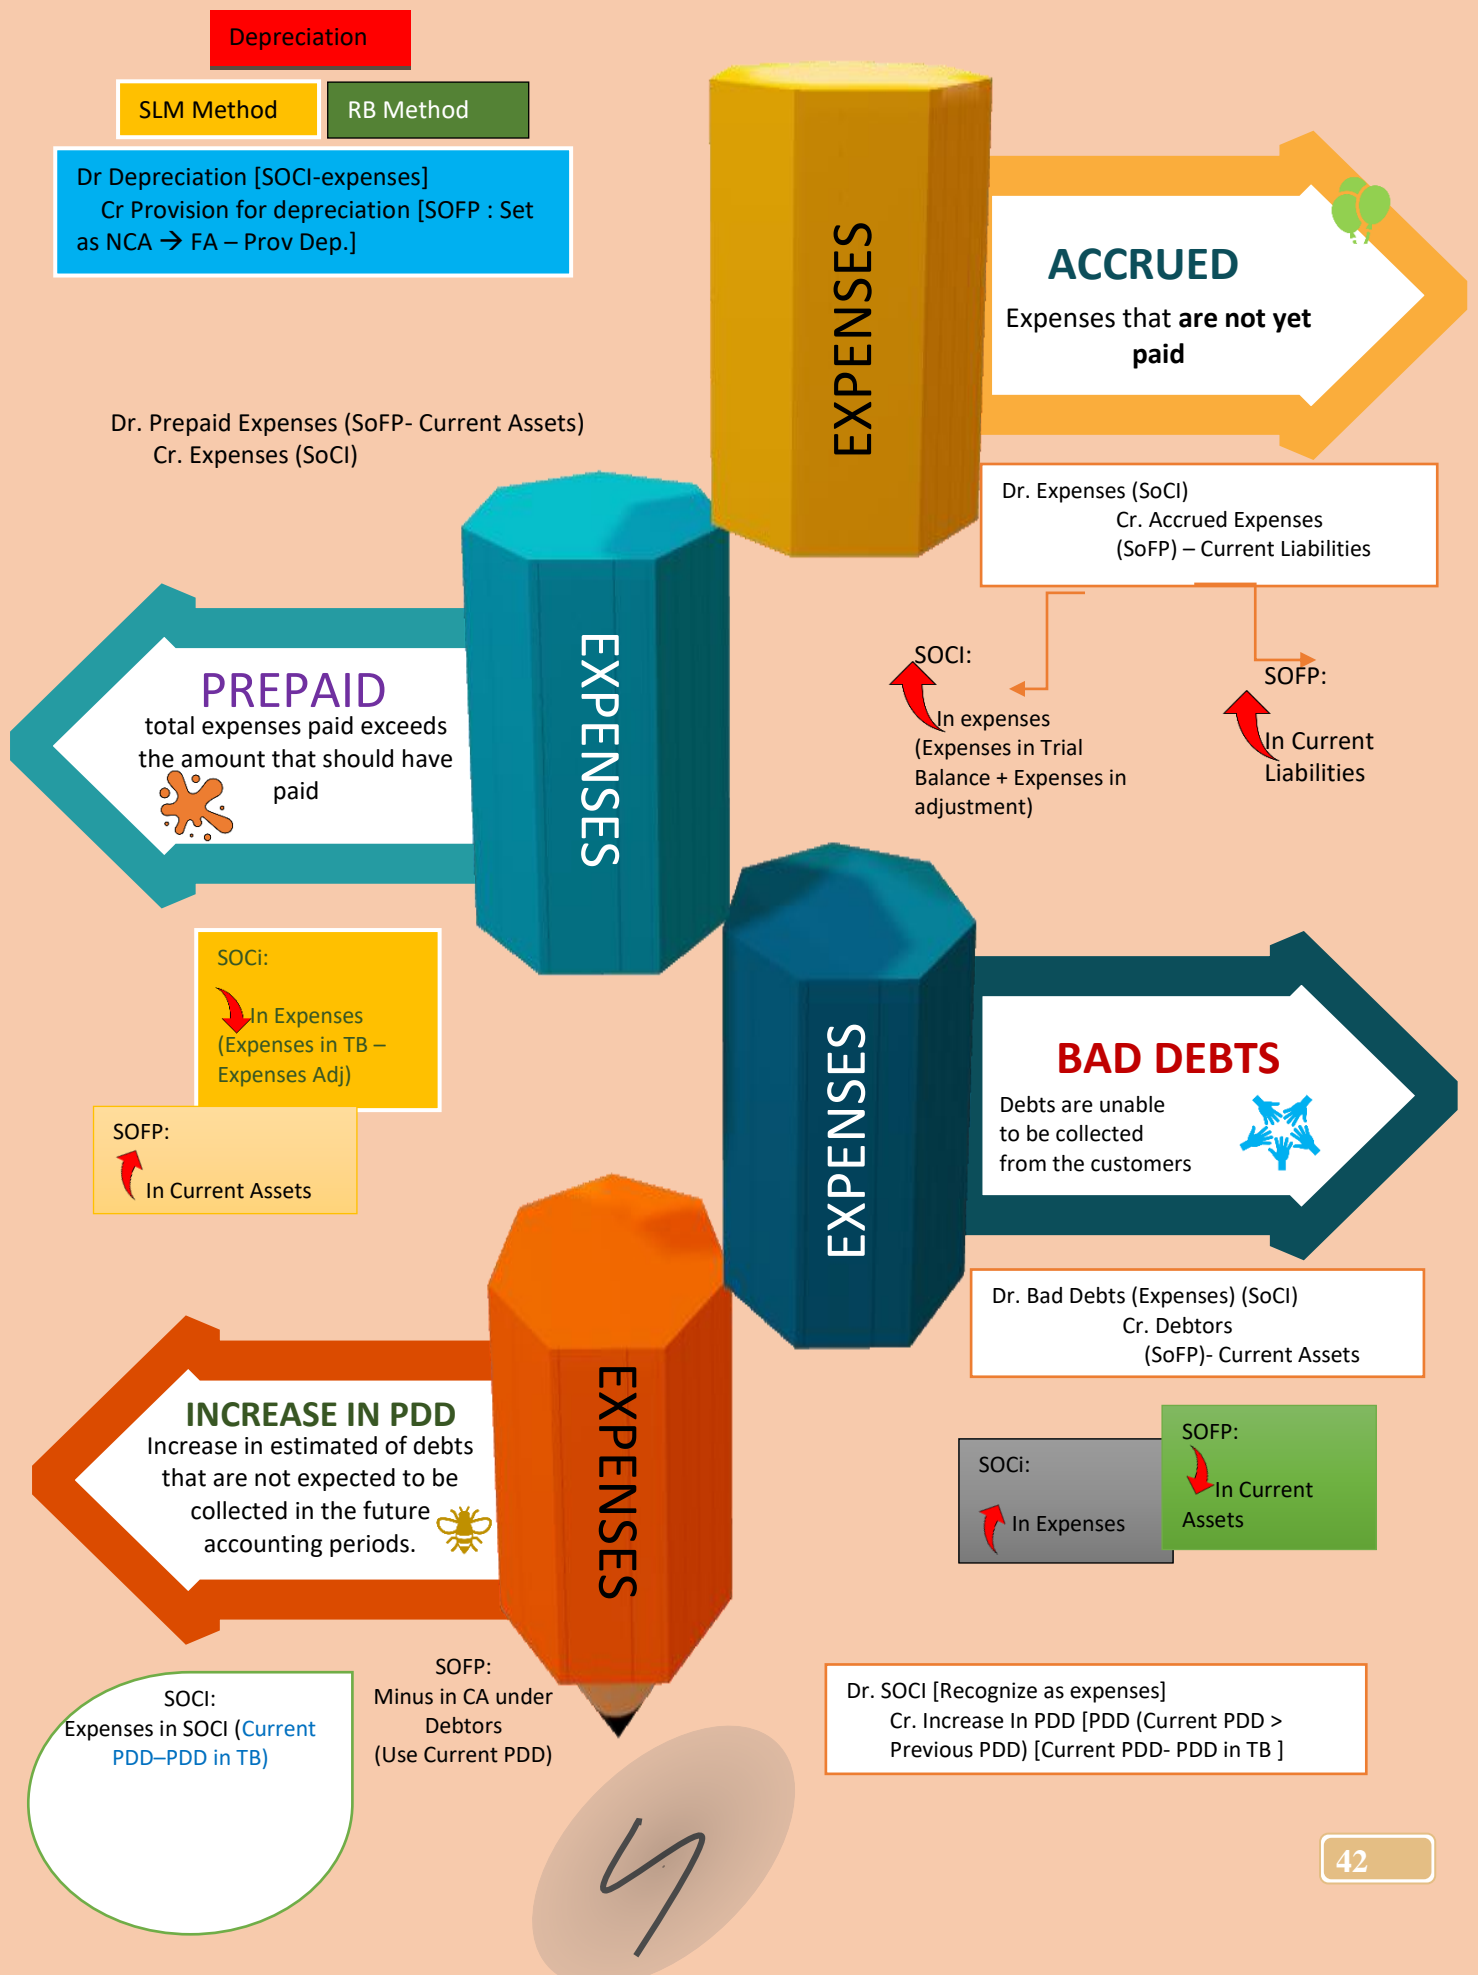 Depreciation
SLM Method
RB Method
Dr Depreciation [SOCI-expenses]
Cr Provision for depreciation [SOFP : Set
as NCA → FA – Prov Dep.]
EXPENSES
ACCRUED
Expenses that are not yet
paid
Dr. Expenses (SoCI)
Cr. Accrued Expenses
(SoFP) – Current Liabilities
SOCI:
In expenses
(Expenses in Trial
Balance + Expenses in
adjustment)
SOFP:
In Current
Liabilities
Dr. Prepaid Expenses (SoFP- Current Assets)
Cr. Expenses (SoCI)
EXPENSES
PREPAID
total expenses paid exceeds
the amount that should have
paid
SOCi:
In Expenses
(Expenses in TB –
Expenses Adj)
SOFP:
In Current Assets
EXPENSES
BAD DEBTS
Debts are unable
to be collected
from the customers
Dr. Bad Debts (Expenses) (SoCI)
Cr. Debtors
(SoFP)- Current Assets
SOCi:
In Expenses
SOFP:
In Current
Assets
EXPENSES
INCREASE IN PDD
Increase in estimated of debts
that are not expected to be
collected in the future
accounting periods.
SOCI:
Expenses in SOCI (Current
PDD–PDD in TB)
SOFP:
Minus in CA under
Debtors
(Use Current PDD)
Dr. SOCI [Recognize as expenses]
Cr. Increase In PDD [PDD (Current PDD >
Previous PDD) [Current PDD- PDD in TB ]
42